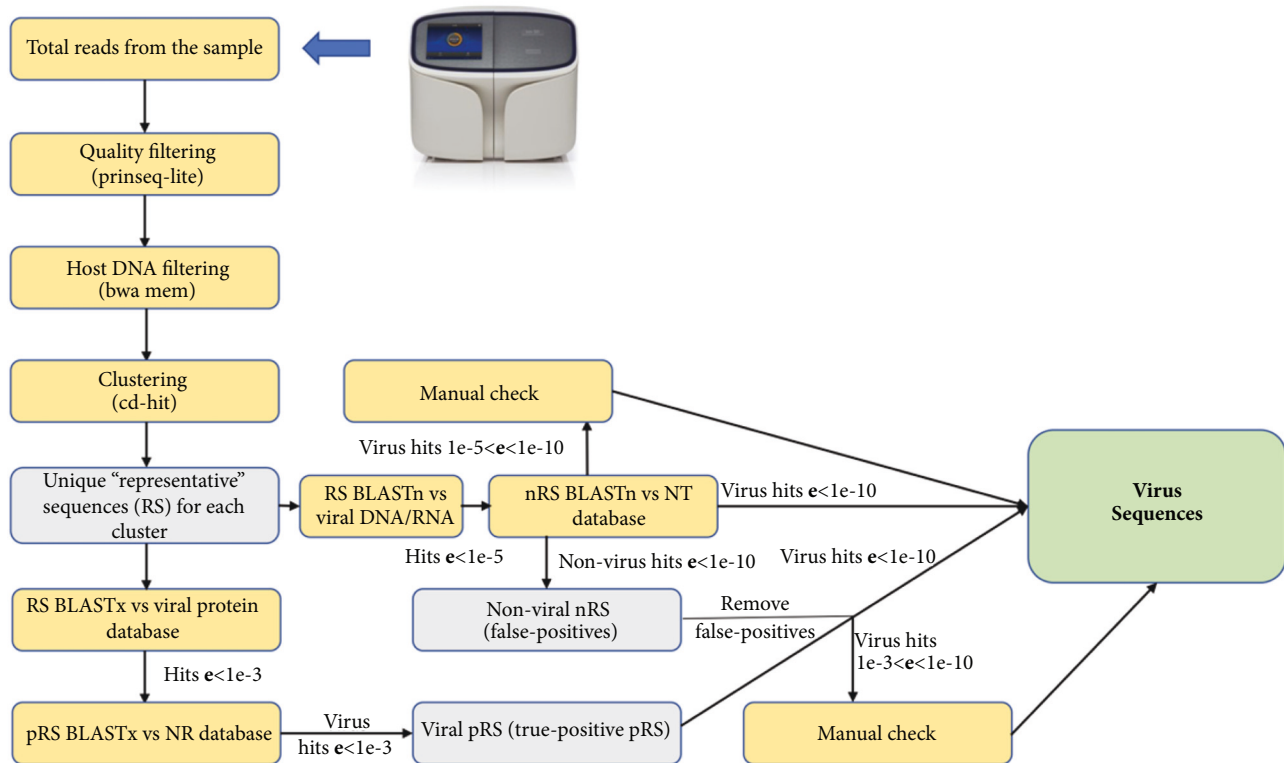 Total reads from the sample
Quality filtering
(prinseq-lite)
Host DNA filtering
(bwa mem)
Clustering
(cd-hit)
Manual check
Virus hits 1e-5<e<1e-10
Unique “representative”
sequences (RS) for each
cluster
RS BLASTn vs
viral DNA/RNA
nRS BLASTn vs NT
database
Virus hits e<1e-10
Virus
Sequences
Hits e<1e-5
Non-virus hits e<1e-10
Virus hits e<1e-10
RS BLASTx vs viral protein
database
Non-viral nRS
(false-positives)
Remove
false-positives
Virus hits
1e-3<e<1e-10
Hits e<1e-3
pRS BLASTx vs NR database
Virus
hits e<1e-3
Viral pRS (true-positive pRS)
Manual check